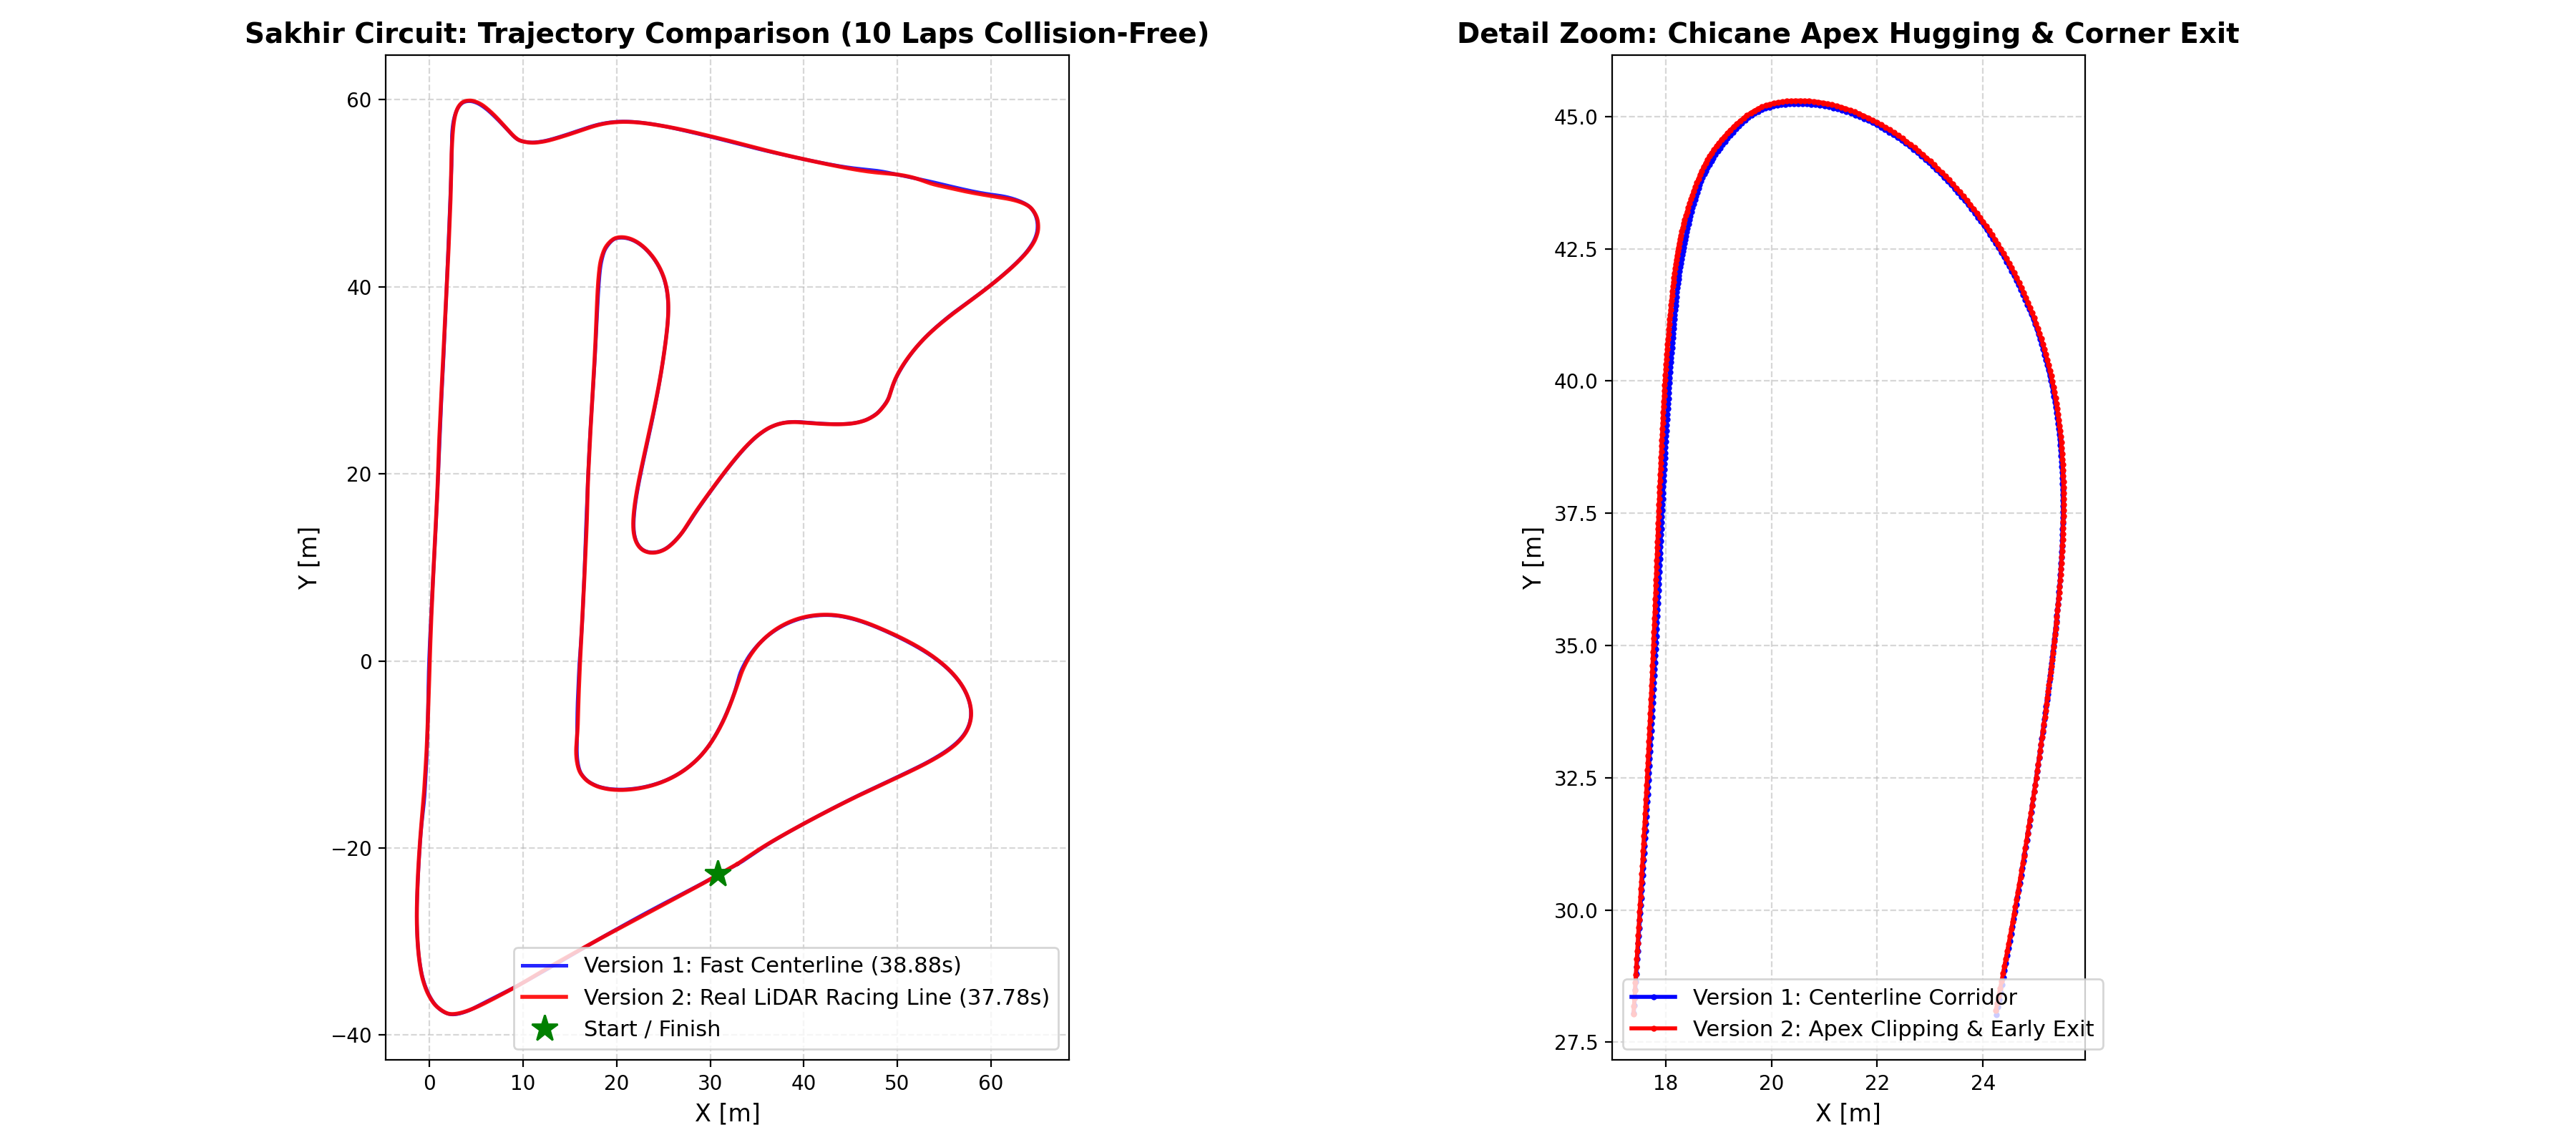 Sakhir Circuit: Trajectory Comparison (10 Laps Collision-Free)
60
40
20
0
−20
−40
Y [m]
0
10
20
30
40
50
60
X [m]
Version 1: Fast Centerline (38.88s)
Version 2: Real LiDAR Racing Line (37.78s)
Start / Finish
Detail Zoom: Chicane Apex Hugging & Corner Exit
45.0
42.5
40.0
37.5
35.0
32.5
30.0
27.5
Y [m]
18
20
22
24
X [m]
Version 1: Centerline Corridor
Version 2: Apex Clipping & Early Exit